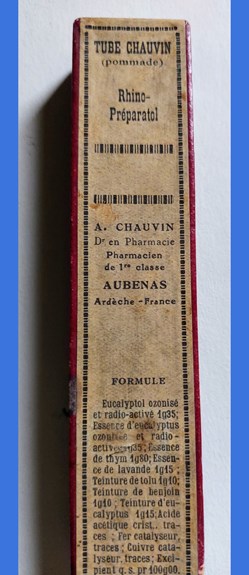 TUBE CHAUVIN
(pommade)
Rhino-
Préparatol
A. CHAUVIN
Dr en Pharmacie
Pharmacien
de 1re classe
AUBENAS
Ardèche - France
FORMULE
Eucalyptol ozonisé
et radio-activé 1g35;
Essence d'eucalyptus
ozonisée et radio-
activée 1g35; Essence
de thym 1g80; Essen-
ce de lavande 1g15;
Teinture de tolu 1g10;
Teinture de benjoin
1g10; Teinture d'eu-
calyptus 1g15; Acide
acétique crist., tra-
ces; Fer catalyseur,
traces; Cuivre cata-
lyseur, traces; Exci-
pient q. s. pr 100g00.